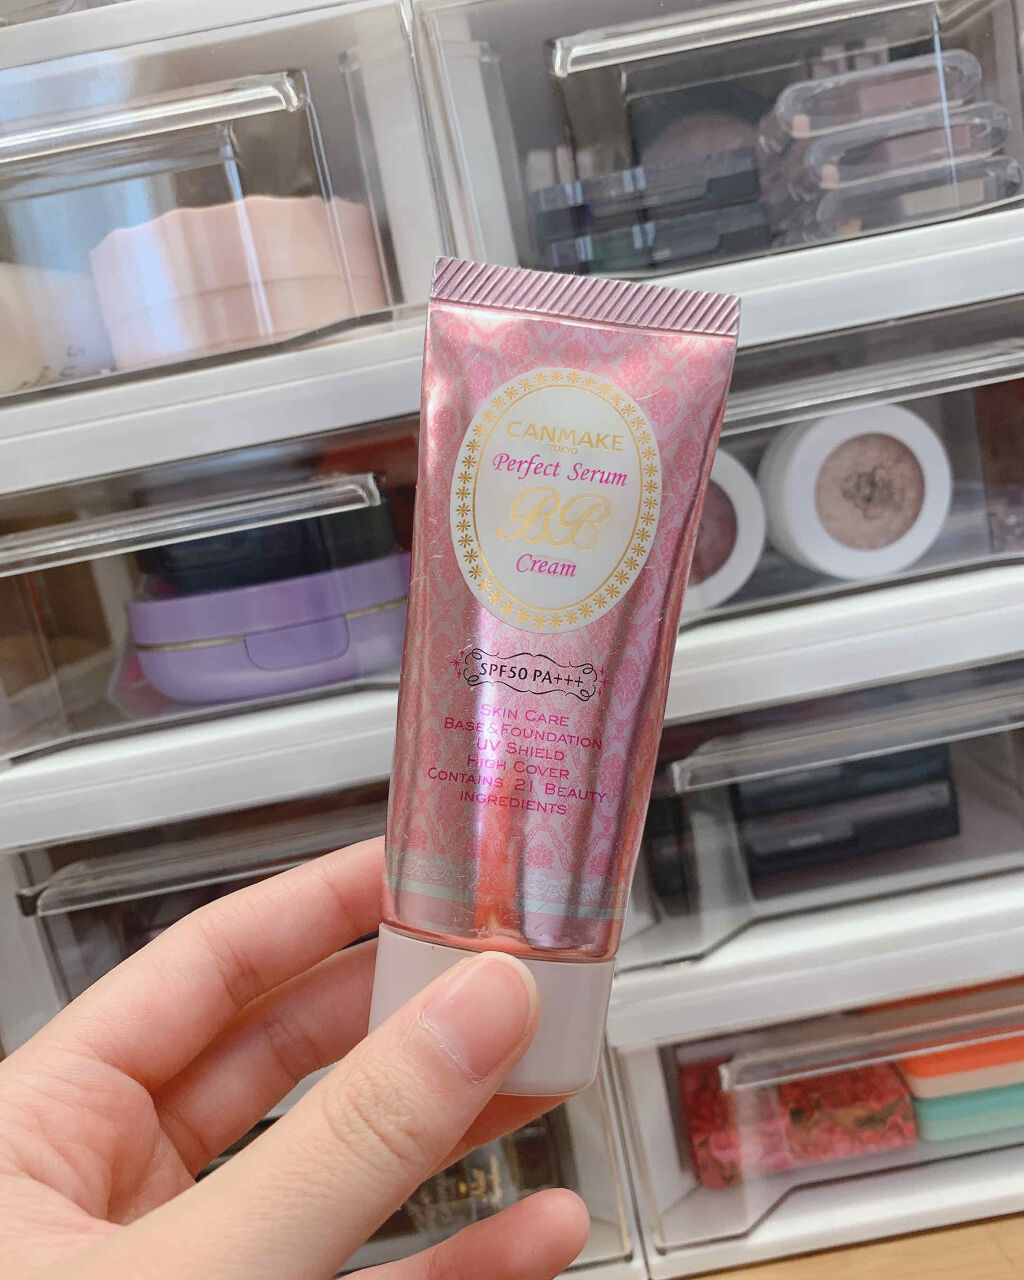 CANMAKE
TOKYO
Perfect Serum
BB
Cream
SPF50 PA+++
SKIN CARE
BASE&FOUNDATION
UV SHIELD
HIGH COVER
CONTAINS 21 BEAUTY
INGREDIENTS